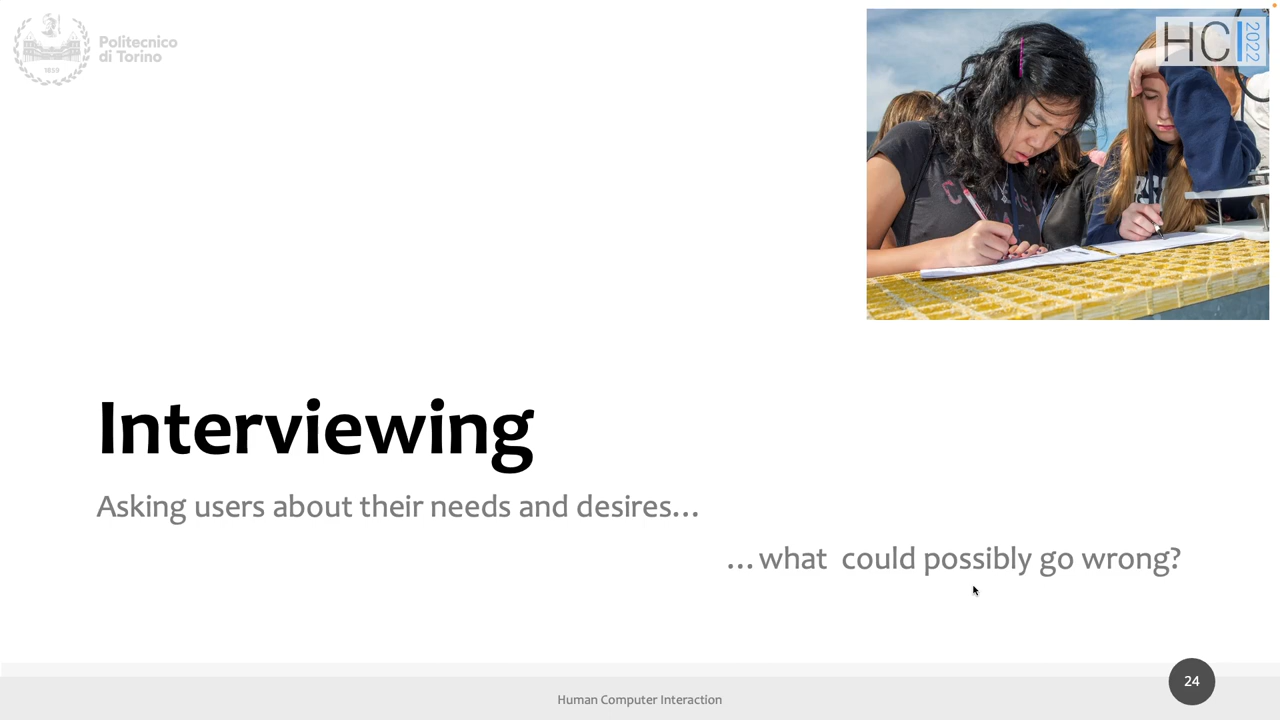 Politecnico
di Torino
1859
HCI
2022
Interviewing
Asking users about their needs and desires...
...what could possibly go wrong?
24
Human Computer Interaction